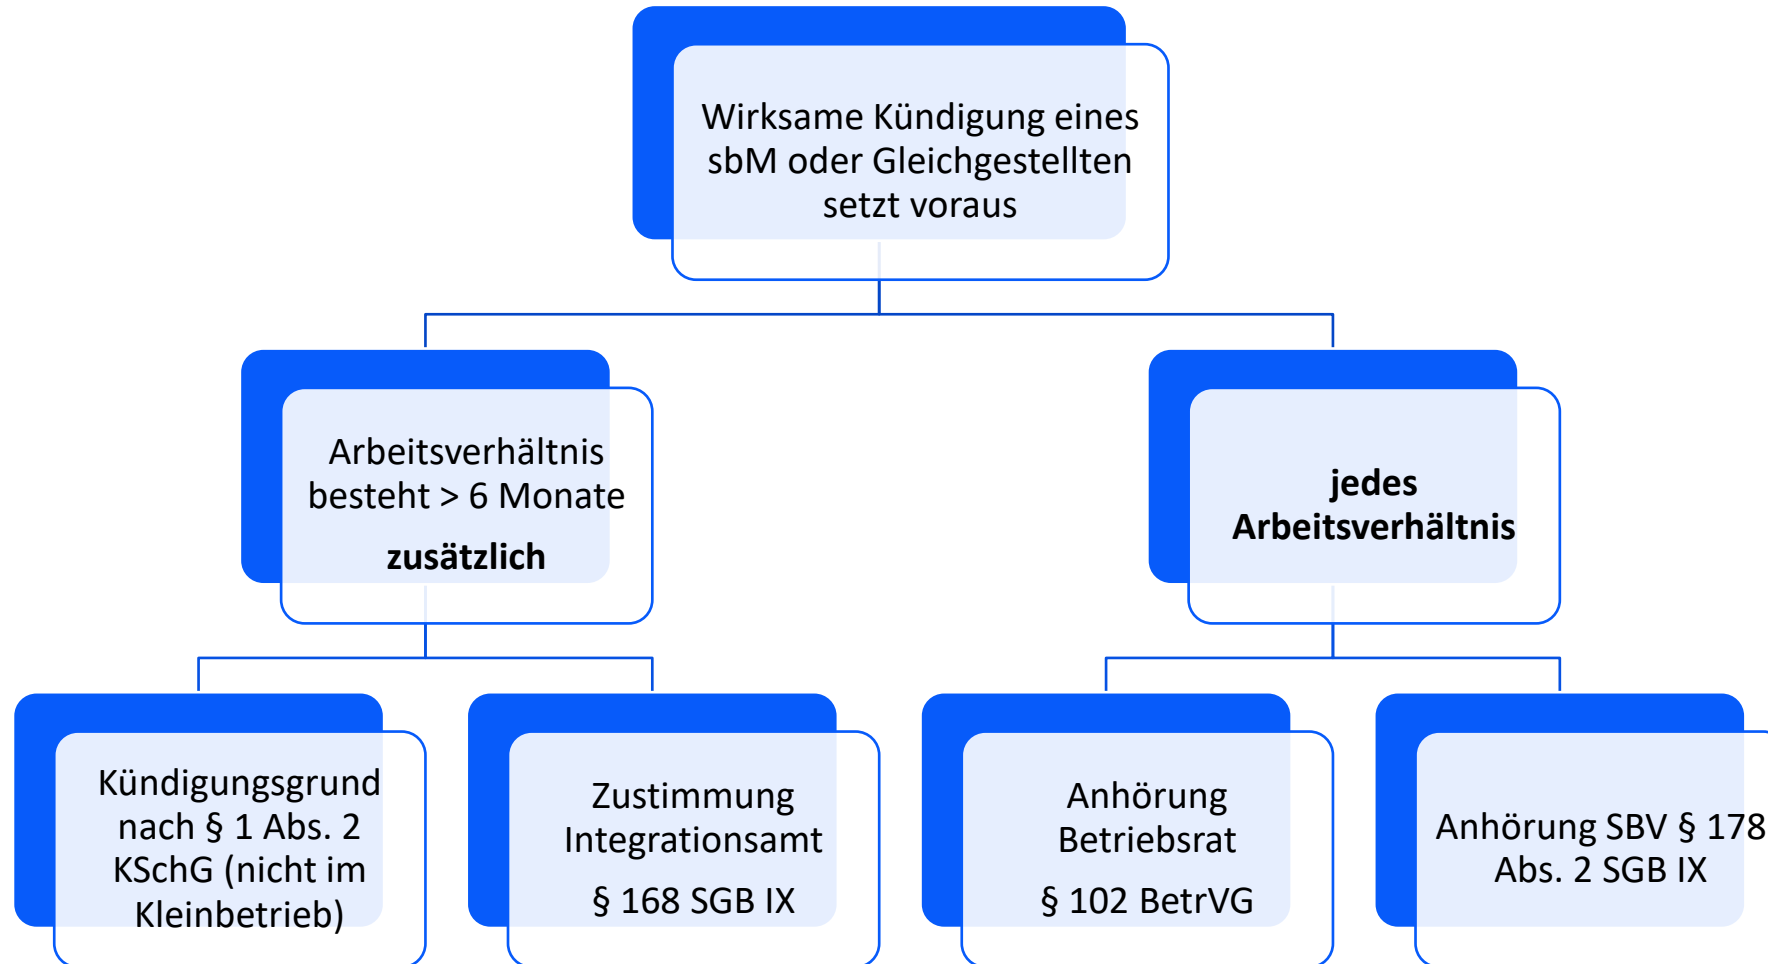 Wirksame Kündigung eines
sbM oder Gleichgestellten
setzt voraus
Arbeitsverhältnis
besteht > 6 Monate
zusätzlich
jedes
Arbeitsverhältnis
Kündigungsgrund
nach § 1 Abs. 2
KSchG (nicht im
Kleinbetrieb)
Zustimmung
Integrationsamt
§ 168 SGB IX
Anhörung
Betriebsrat
§ 102 BetrVG
Anhörung SBV § 178
Abs. 2 SGB IX